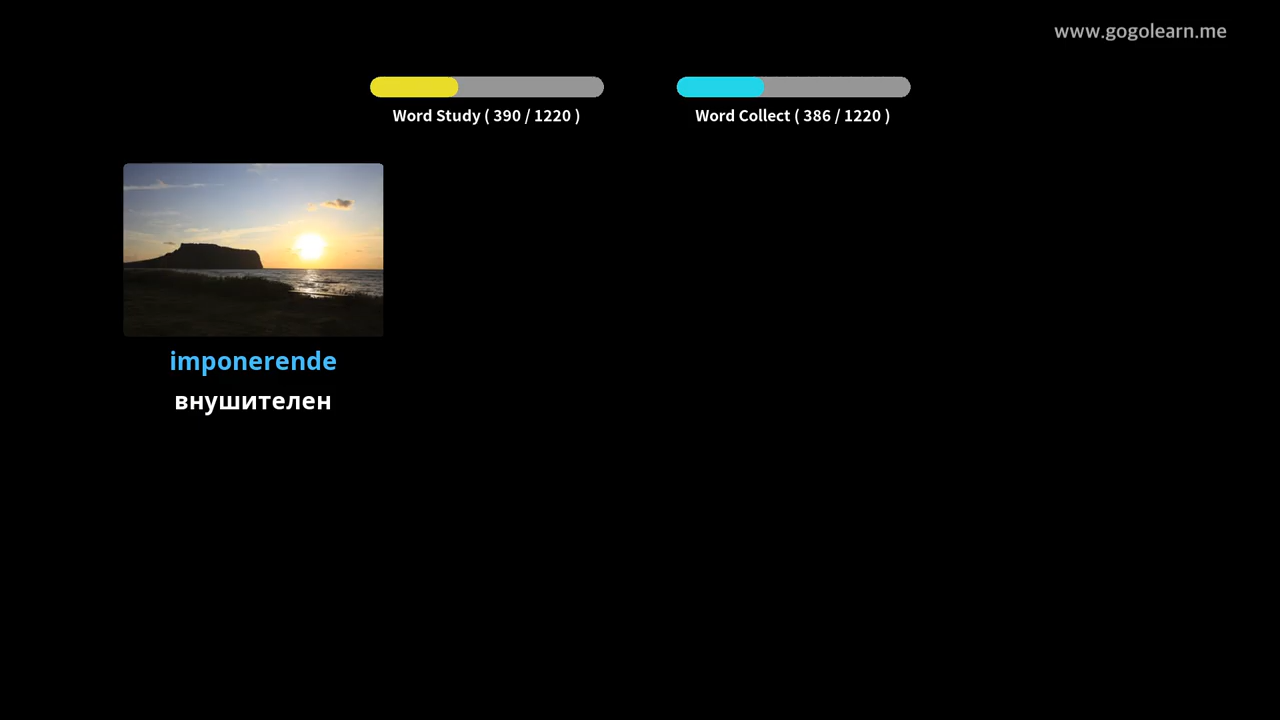 www.gogolearn.me
Word Study ( 390 / 1220 )
Word Collect ( 386 / 1220 )
imponerende
внушителен